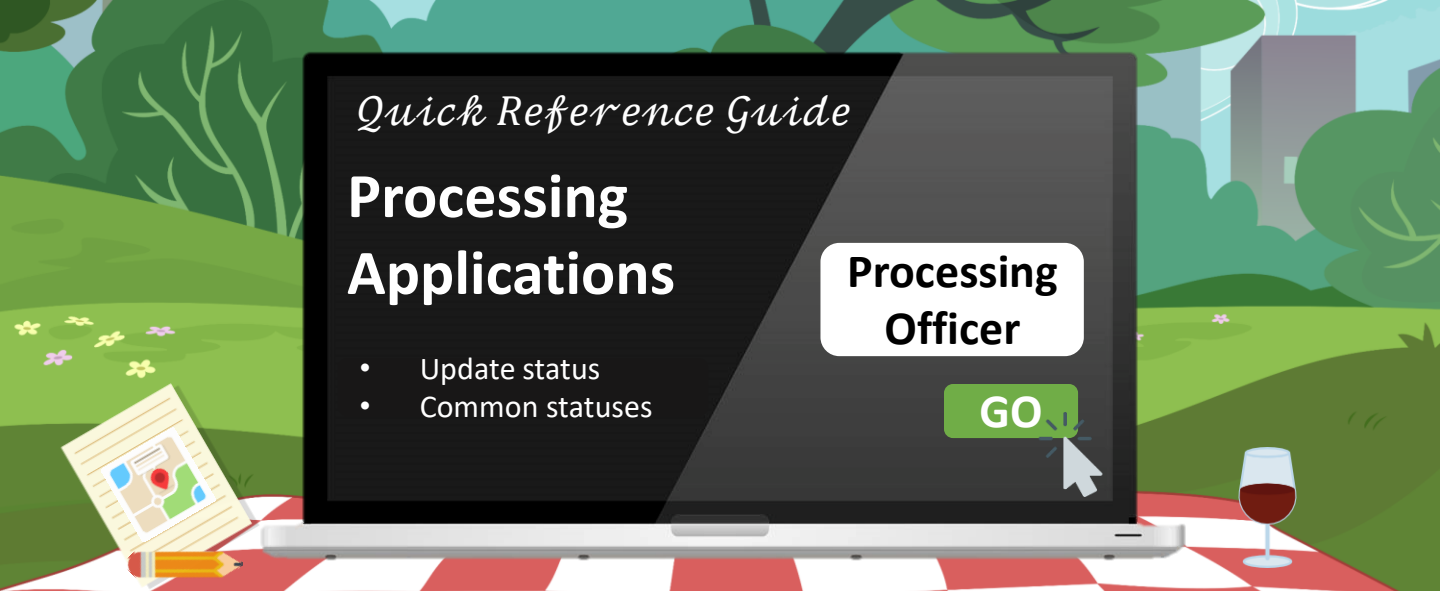 Quick Reference Guide
Processing
Applications
• Update status
• Common statuses
Processing
Officer
GO